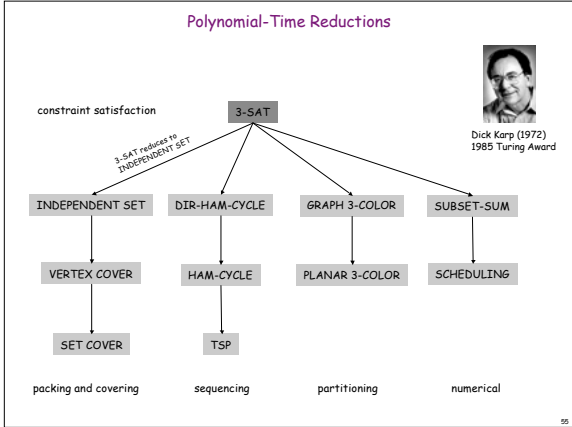 Polynomial-Time Reductions
constraint satisfaction
3-SAT
Dick Karp (1972)
1985 Turing Award
3-SAT reduces to
INDEPENDENT SET
INDEPENDENT SET
DIR-HAM-CYCLE
GRAPH 3-COLOR
SUBSET-SUM
VERTEX COVER
HAM-CYCLE
PLANAR 3-COLOR
SCHEDULING
SET COVER
TSP
packing and covering
sequencing
partitioning
numerical
55